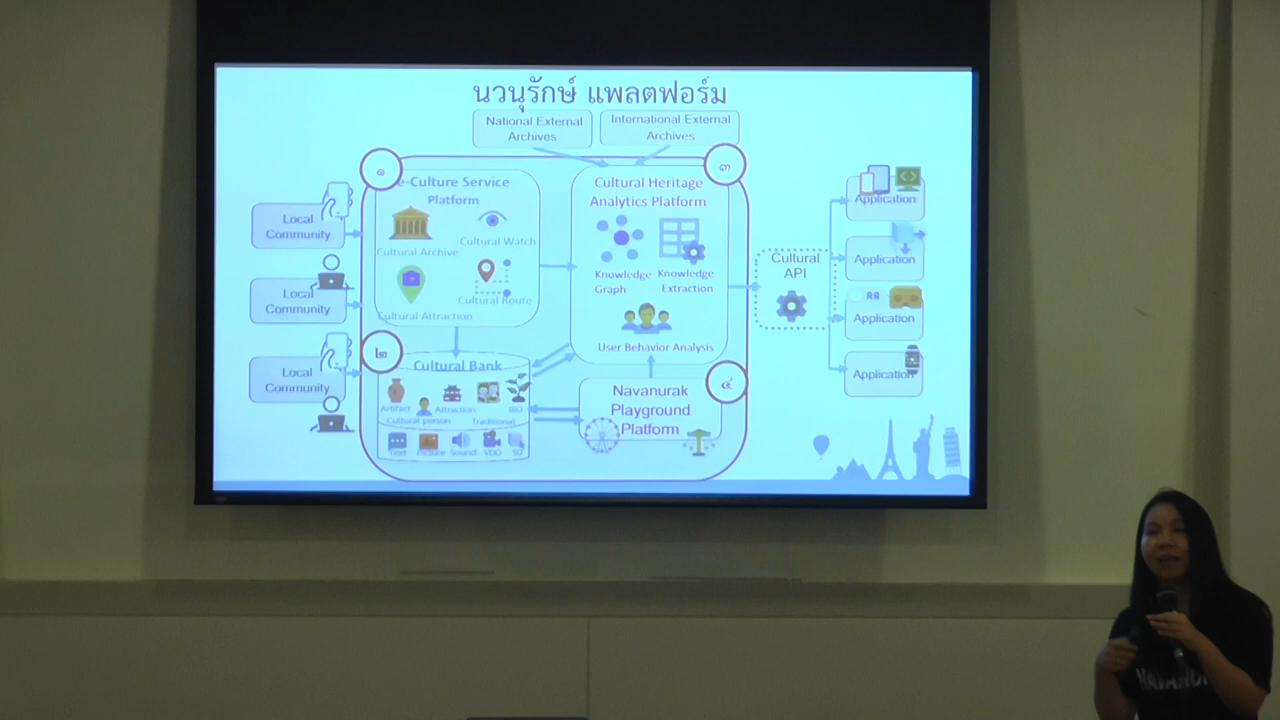 นวนุรักษ์ แพลตฟอร์ม
National External
Archives
International External
Archives
๑
e-Culture Service
Platform
Cultural Archive
Cultural Watch
Cultural Attraction
Cultural Route
๓
Cultural Heritage
Analytics Platform
Knowledge
Graph
Knowledge
Extraction
User Behavior Analysis
Local
Community
Local
Community
Local
Community
๒
Cultural Bank
Artifact
Attraction
BIO
Cultural person
Traditional
Text
Picture
Sound
VDO
3D
๔
Navanurak
Playground
Platform
Cultural
API
Application
Application
Application
Application